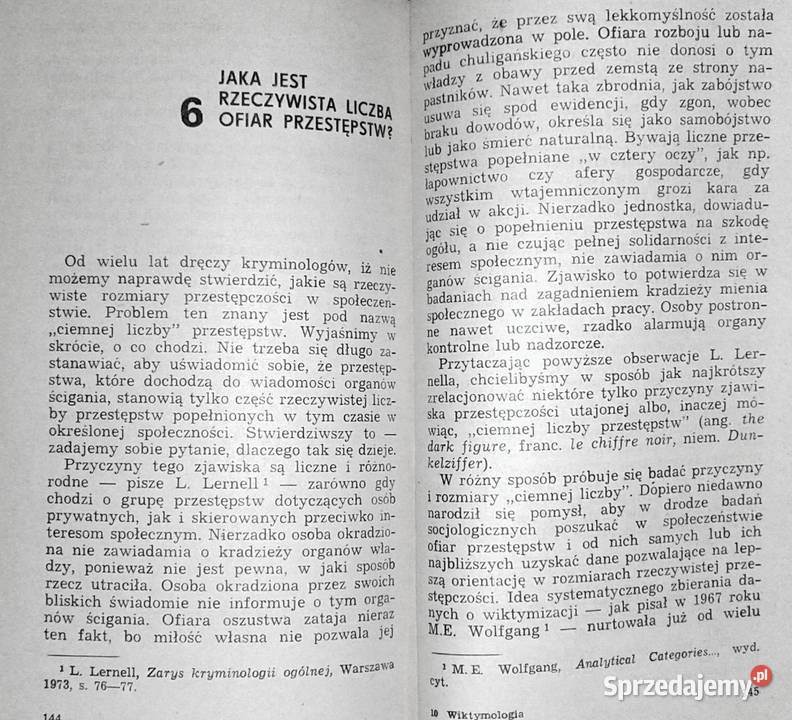 6
JAKA JEST
RZECZYWISTA LICZBA
OFIAR PRZESTĘPSTW?
Od wielu lat dręczy kryminologów, iż nie
możemy naprawdę stwierdzić, jakie są rzeczy-
wiste rozmiary przestępczości w społeczeń-
stwie. Problem ten znany jest pod nazwą
„ciemnej liczby” przestępstw. Wyjaśnimy w
skrócie, o co chodzi. Nie trzeba się długo za-
stanawiać, aby uświadomić sobie, że przestęp-
stwa, które dochodzą do wiadomości organów
ścigania, stanowią tylko część rzeczywistej licz-
by przestępstw popełnionych w tym czasie w
określonej społeczności. Stwierdziwszy to —
zadajemy sobie pytanie, dlaczego tak się dzieje.
Przyczyny tego zjawiska są liczne i różno-
rodne — pisze L. Lernell¹ — zarówno gdy
chodzi o grupę przestępstw dotyczących osób
prywatnych, jak i skierowanych przeciwko in-
teresom społecznym. Nierzadko osoba okradzio-
na nie zawiadamia o kradzieży organów wła-
dzy, ponieważ nie jest pewna, w jaki sposób
rzecz utraciła. Osoba okradziona przez swoich
bliskich świadomie nie informuje o tym orga-
nów ścigania. Ofiara oszustwa zataja nieraz
ten fakt, bo miłość własna nie pozwala jej
¹ L. Lernell, Zarys kryminologii ogólnej, Warszawa
1973, s. 76—77.
144
przyznać, że przez swą lekkomyślność została
wyprowadzona w pole. Ofiara rozboju lub na-
padu chuligańskiego często nie donosi o tym
władzy z obawy przed zemstą ze strony na-
pastników. Nawet taka zbrodnia, jak zabójstwo
usuwa się spod ewidencji, gdy zgon, wobec
braku dowodów, określa się jako samobójstwo
lub jako śmierć naturalną. Bywają liczne prze-
stępstwa popełniane „w cztery oczy”, jak np.
łapownictwo czy afery gospodarcze, gdy
wszystkim wtajemniczonym grozi kara za
udział w akcji. Nierzadko jednostka, dowiadu-
jąc się o popełnieniu przestępstwa na szkodę
ogółu, a nie czując pełnej solidarności z inte-
resem społecznym, nie zawiadamia o nim or-
ganów ścigania. Zjawisko to potwierdza się w
badaniach nad zagadnieniem kradzieży mienia
społecznego w zakładach pracy. Osoby postron-
ne nawet uczciwe, rzadko alarmują organy
kontrolne lub nadzorcze.
Przytaczając powyższe obserwacje L. Ler-
nella, chcielibyśmy w sposób jak najkrótszy
zrelacjonować niektóre tylko przyczyny zjawi-
ska przestępczości utajonej albo, inaczej mó-
wiąc, „ciemnej liczby przestępstw” (ang. the
dark figure, franc. le chiffre noir, niem. Dun-
kelziffer).
W różny sposób próbuje się badać przyczyny
i rozmiary „ciemnej liczby”. Dopiero niedawno
narodził się pomysł, aby w drodze badań
socjologicznych poszukać w społeczeństwie
ofiar przestępstw i od nich samych lub ich
najbliższych uzyskać dane pozwalające na lep-
szą orientację w rozmiarach rzeczywistej prze-
stępczości. Idea systematycznego zbierania da-
nych o wiktymizacji — jak pisał w 1967 roku
M.E. Wolfgang¹ — nurtowała już od wielu
¹ M. E. Wolfgang, Analytical Categories..., wyd.
cyt.
10 Wiktymologia
45
Sprzedajemy.pl